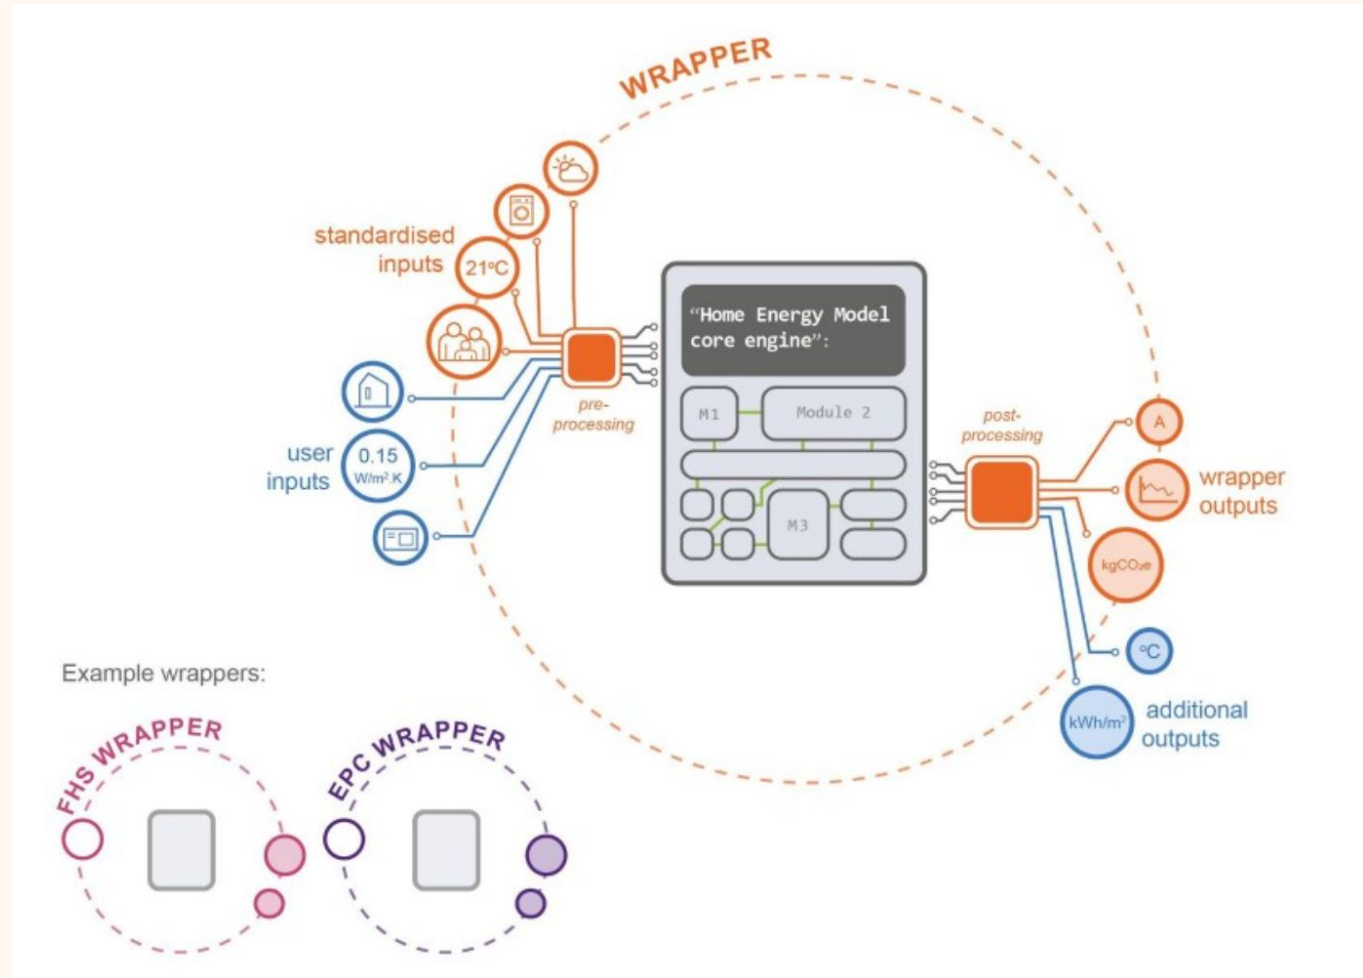 WRAPPER
standardised
inputs
21°C
"Home Energy Model
core engine":
pre-
processing
M1
Module 2
M3
user
inputs
0.15
W/m².K
post-
processing
A
wrapper
outputs
kgCO₂e
°C
kWh/m²
additional
outputs
Example wrappers:
FHS WRAPPER
EPC WRAPPER